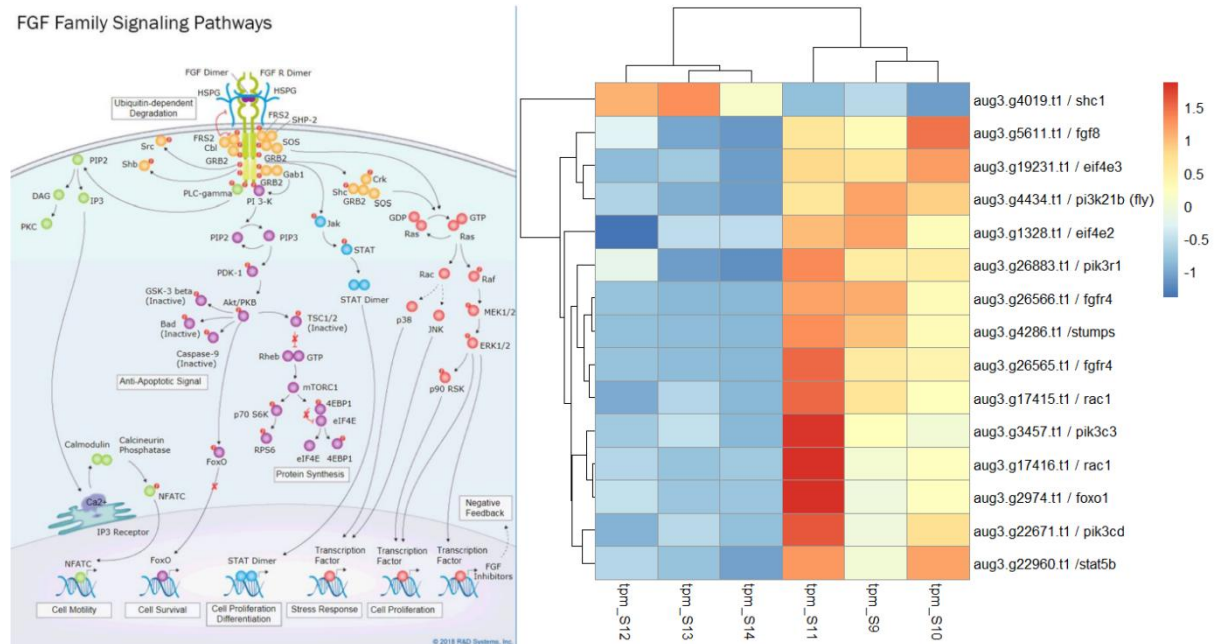 FGF Family Signaling Pathways
FGF Dimer
FGF R Dimer
HSPG
HSPG
Ubiquitin-dependent
Degradation
FRS2
SHP-2
FRS2
Cbl
SOS
Src
GRB2
GRB2
Shb
Gab1
GRB2
PIP2
PLC-gamma
PI 3-K
Crk
Shc
GRB2
SOS
DAG
IP3
PKC
GDP
GTP
Ras
Ras
Jak
PIP2
PIP3
STAT
PDK-1
Rac
Raf
STAT Dimer
GSK-3 beta
(Inactive)
Akt/PKB
TSC1/2
(Inactive)
p38
JNK
MEK1/2
Bad
(Inactive)
Caspase-9
(Inactive)
Rheb
GTP
ERK1/2
Anti-Apoptotic Signal
mTORC1
p90 RSK
p70 S6K
4EBP1
eIF4E
RPS6
eIF4E
4EBP1
Protein Synthesis
Calmodulin
Calcineurin
Phosphatase
FoxO
NFATC
Ca2+
IP3 Receptor
Negative
Feedback
NFATC
FoxO
STAT Dimer
Transcription
Factor
Transcription
Factor
Transcription
Factor
FGF
Inhibitors
Cell Motility
Cell Survival
Cell Proliferation
Differentiation
Stress Response
Cell Proliferation
© 2018 R&D Systems, Inc.
aug3.g4019.t1 / shc1
aug3.g5611.t1 / fgf8
aug3.g19231.t1 / eif4e3
aug3.g4434.t1 / pi3k21b (fly)
aug3.g1328.t1 / eif4e2
aug3.g26883.t1 / pik3r1
aug3.g26566.t1 / fgfr4
aug3.g4286.t1 /stumps
aug3.g26565.t1 / fgfr4
aug3.g17415.t1 / rac1
aug3.g3457.t1 / pik3c3
aug3.g17416.t1 / rac1
aug3.g2974.t1 / foxo1
aug3.g22671.t1 / pik3cd
aug3.g22960.t1 /stat5b
tpm_S12
tpm_S13
tpm_S14
tpm_S11
tpm_S9
tpm_S10
1.5
1
0.5
0
-0.5
-1